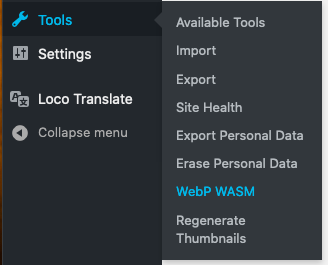 Tools
Settings
Loco Translate
Collapse menu
Available Tools
Import
Export
Site Health
Export Personal Data
Erase Personal Data
WebP WASM
Regenerate
Thumbnails